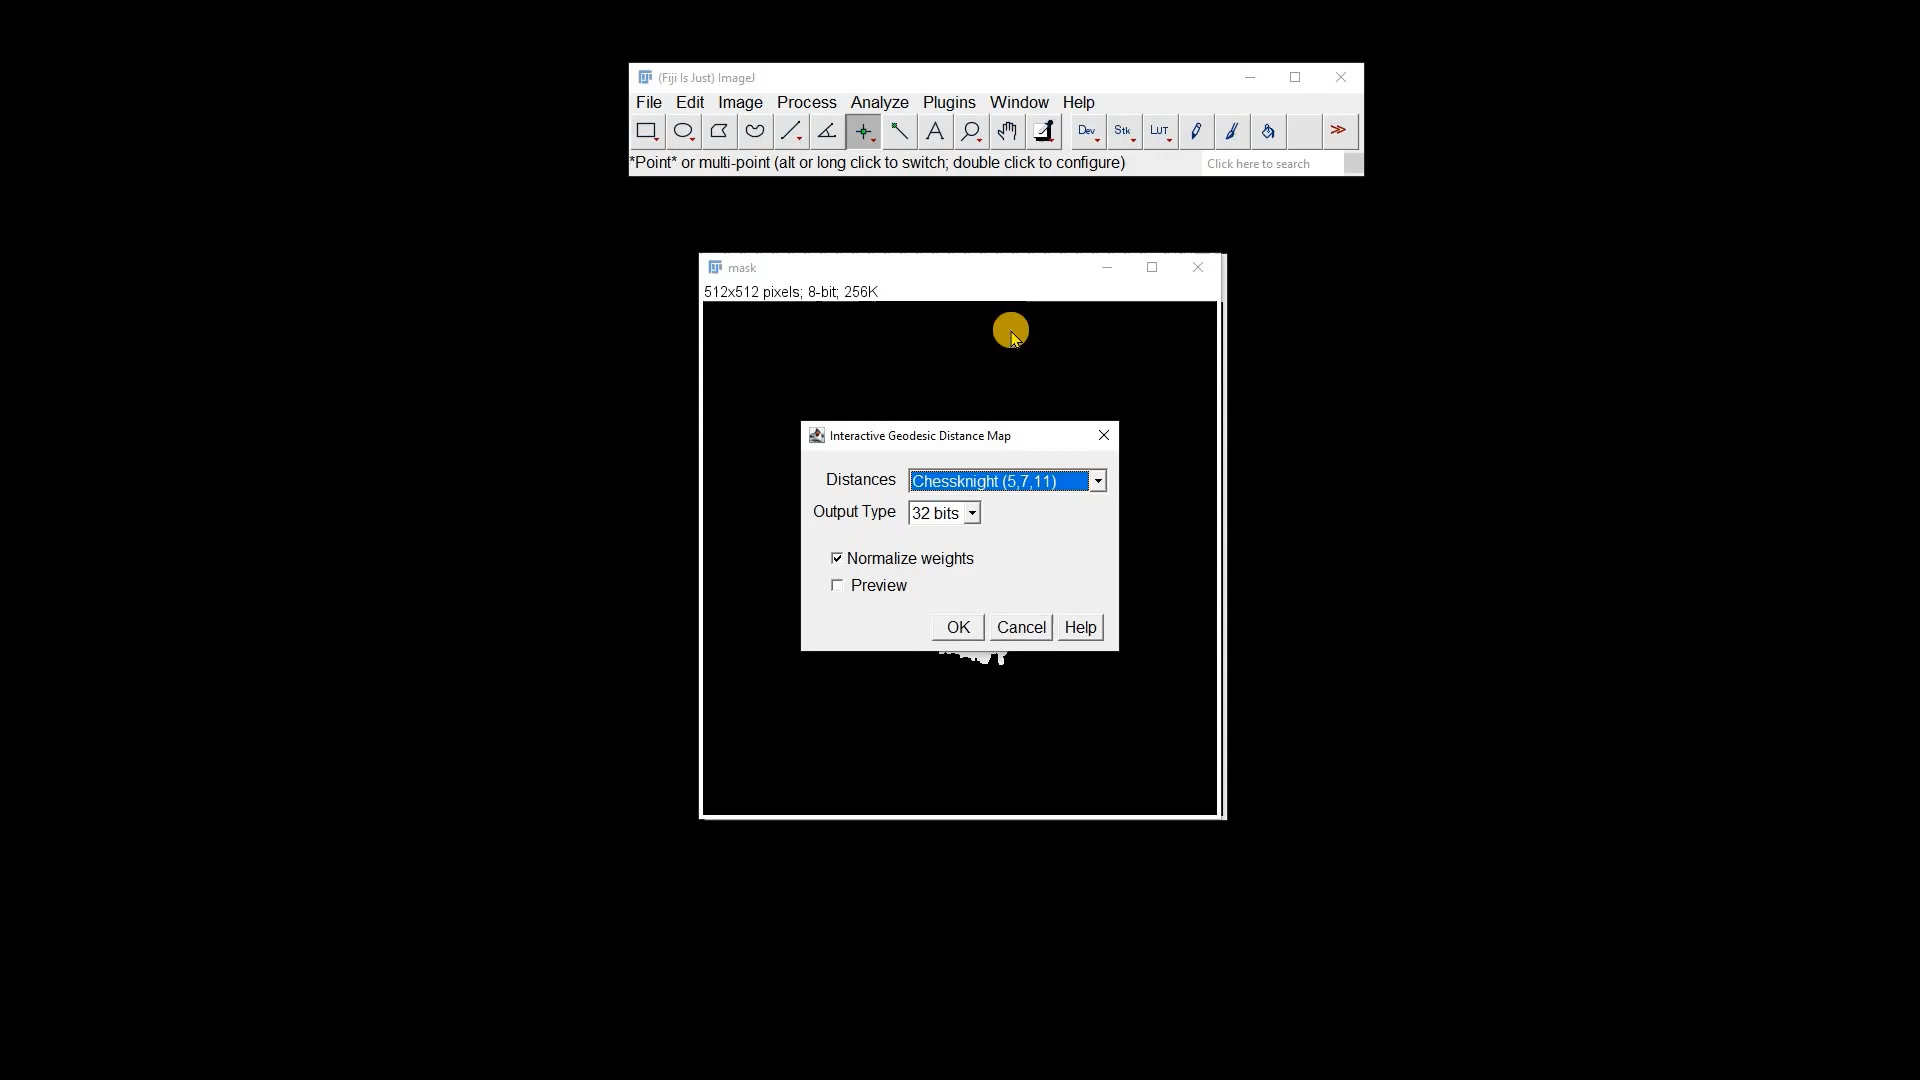 (Fiji Is Just) ImageJ
File Edit Image Process Analyze Plugins Window Help
Dev Stk LUT
*Point* or multi-point (alt or long click to switch; double click to configure)
Click here to search
mask
512x512 pixels; 8-bit; 256K
Interactive Geodesic Distance Map
Distances Chessknight (5,7,11)
Output Type 32 bits
Normalize weights
Preview
OK Cancel Help